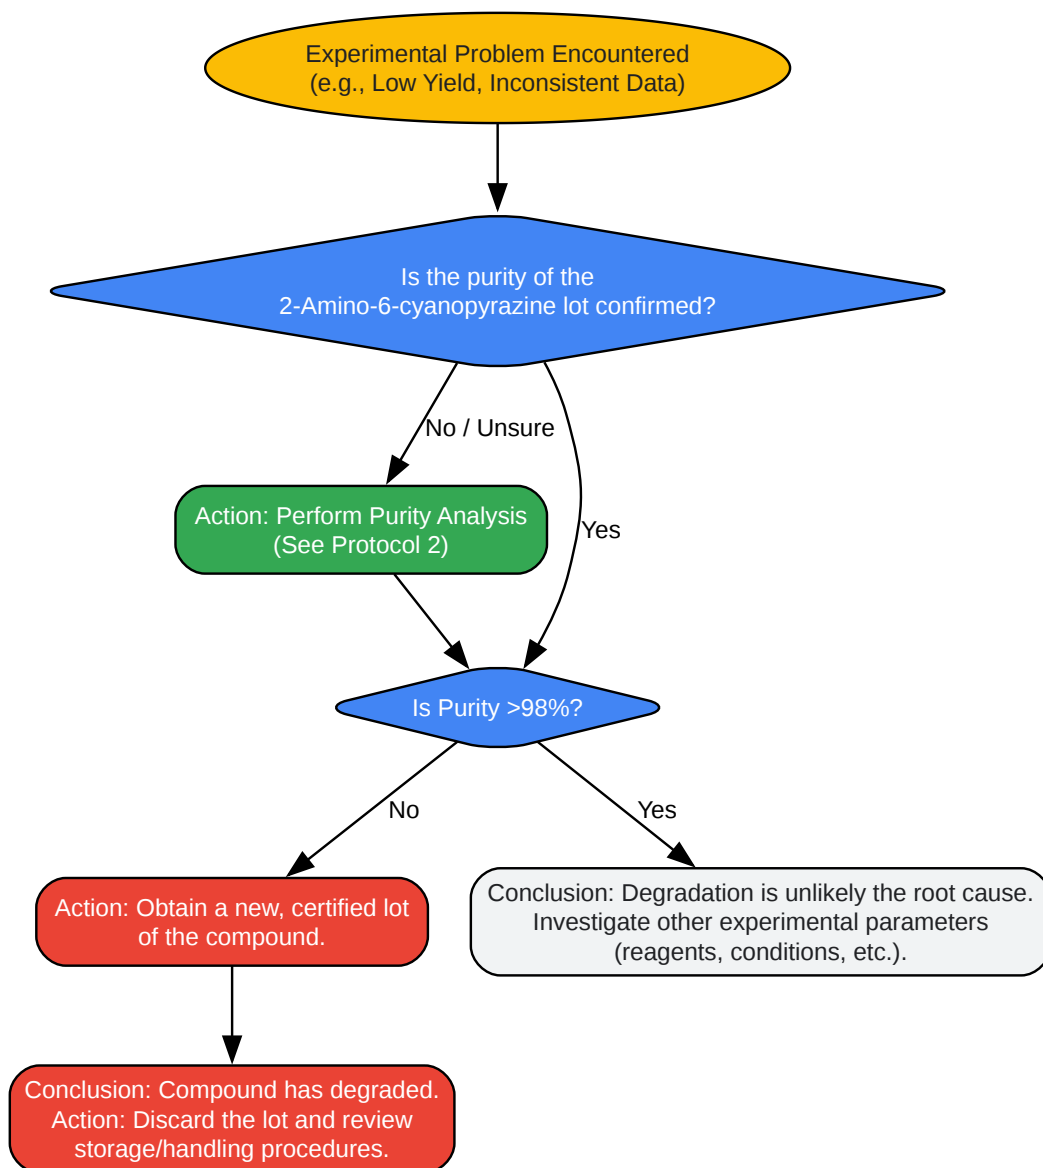 Experimental Problem Encountered
(e.g., Low Yield, Inconsistent Data)
Is the purity of the
2-Amino-6-cyanopyrazine lot confirmed?
No / Unsure
Action: Perform Purity Analysis
(See Protocol 2)
Yes
Is Purity >98%?
No
Yes
Action: Obtain a new, certified lot
of the compound.
Conclusion: Degradation is unlikely the root cause.
Investigate other experimental parameters
(reagents, conditions, etc.).
Conclusion: Compound has degraded.
Action: Discard the lot and review
storage/handling procedures.